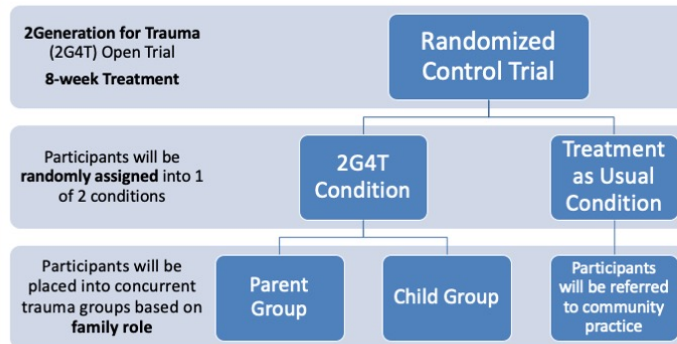 2Generation for Trauma
(2G4T) Open Trial
8-week Treatment
Randomized
Control Trial
Participants will be
randomly assigned into 1
of 2 conditions
2G4T
Condition
Treatment
as Usual
Condition
Participants will be
placed into concurrent
trauma groups based on
family role
Parent
Group
Child Group
Participants
will be referred
to community
practice